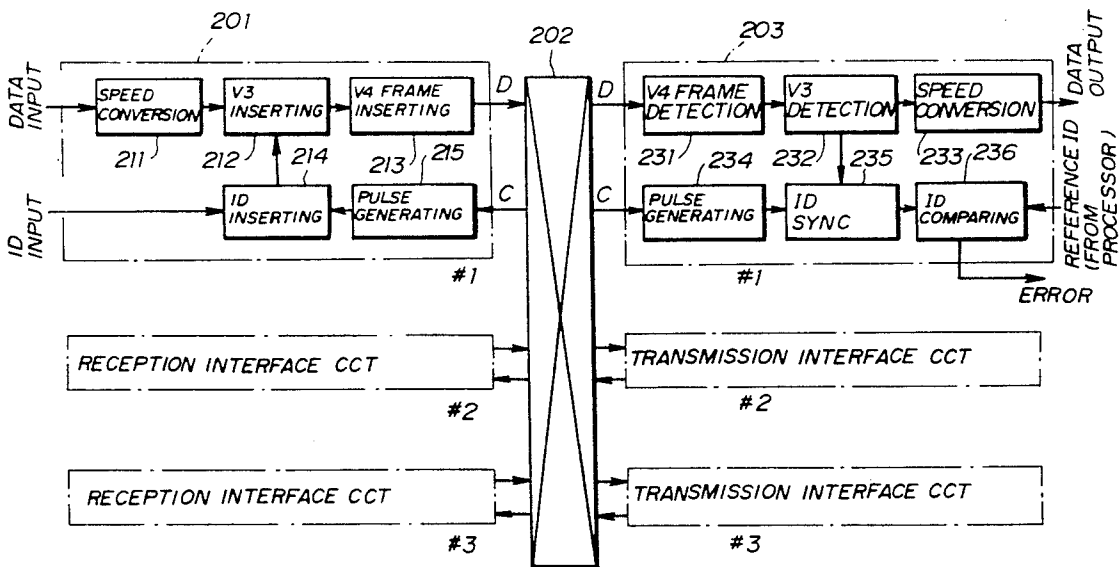 201
202
203
DATA
INPUT
SPEED
CONVERSION
V3
INSERTING
V4 FRAME
INSERTING
D
D
V4 FRAME
DETECTION
V3
DETECTION
SPEED
CONVERSION
DATA
OUTPUT
211
212
214
213
215
231
234
232
235
233
236
ID
INPUT
ID
INSERTING
PULSE
GENERATING
C
C
PULSE
GENERATING
ID
SYNC
ID
COMPARING
REFERENCE ID
(FROM
PROCESSOR)
#1
#1
ERROR
RECEPTION INTERFACE CCT
TRANSMISSION INTERFACE CCT
#2
#2
RECEPTION INTERFACE CCT
TRANSMISSION INTERFACE CCT
#3
#3